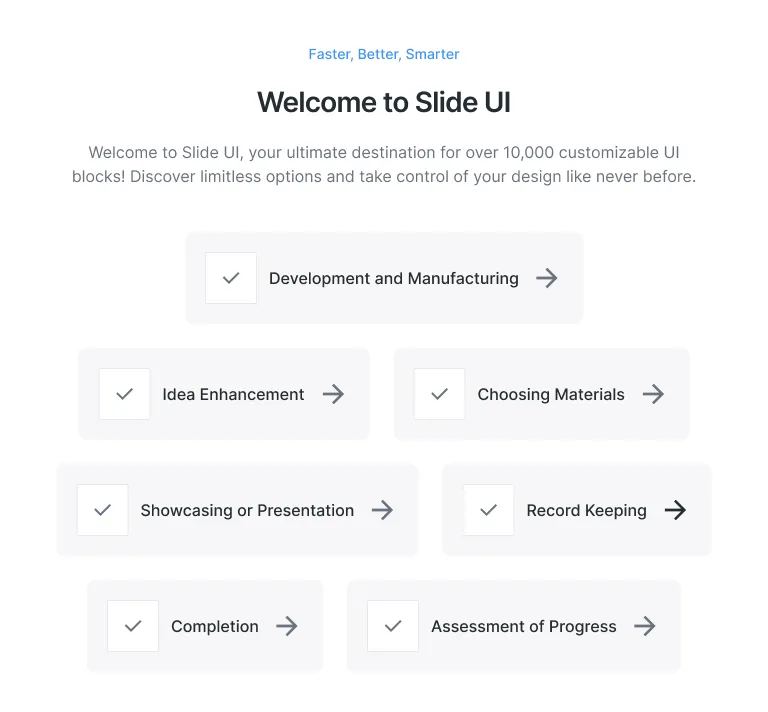 Faster, Better, Smarter
Welcome to Slide UI
Welcome to Slide UI, your ultimate destination for over 10,000 customizable UI
blocks! Discover limitless options and take control of your design like never before.
Development and Manufacturing
Idea Enhancement
Choosing Materials
Showcasing or Presentation
Record Keeping
Completion
Assessment of Progress